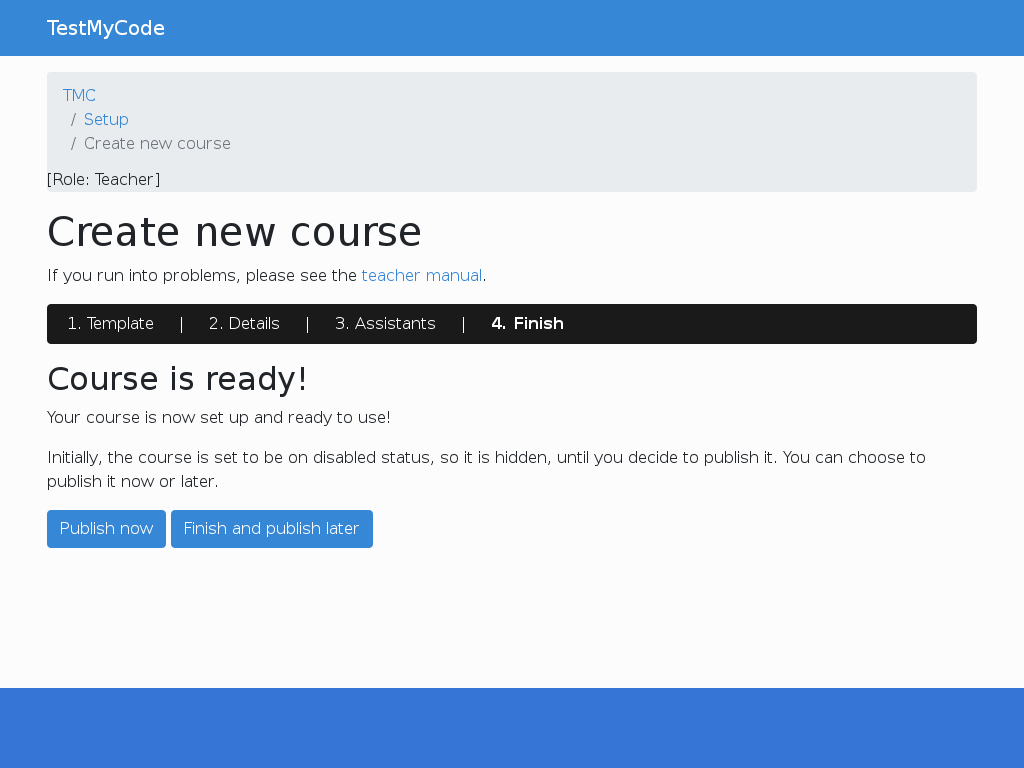 TestMyCode
TMC
/ Setup
/ Create new course
[Role: Teacher]
Create new course
If you run into problems, please see the teacher manual.
1. Template | 2. Details | 3. Assistants | 4. Finish
Course is ready!
Your course is now set up and ready to use!
Initially, the course is set to be on disabled status, so it is hidden, until you decide to publish it. You can choose to
publish it now or later.
Publish now Finish and publish later